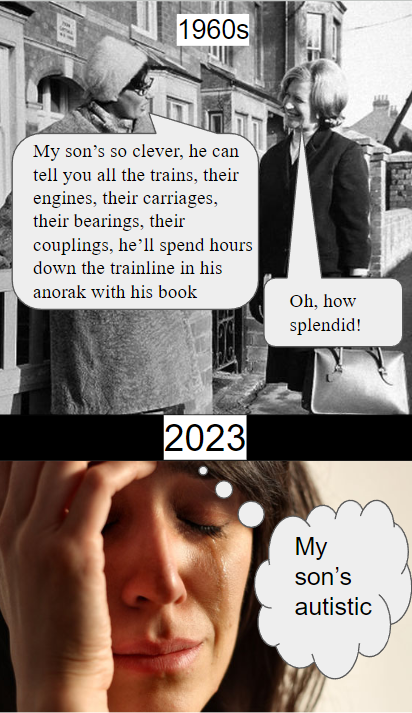 1960s
My son's so clever, he can
tell you all the trains, their
engines, their carriages,
their bearings, their
couplings, he'll spend hours
down the trainline in his
anorak with his book
Oh, how
splendid!
2023
My
son's
autistic